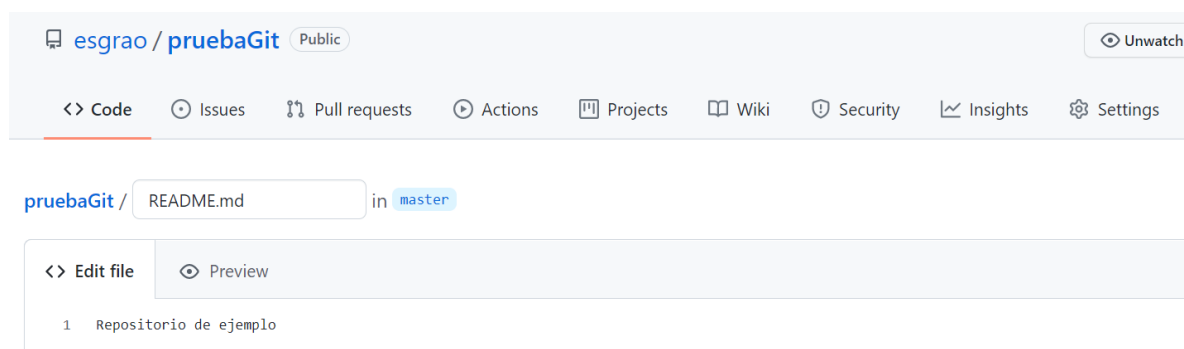 esgrao / pruebaGit Public Unwatch
<> Code Issues Pull requests Actions Projects Wiki Security Insights Settings
pruebaGit / README.md in master
<> Edit file Preview
1 Repositorio de ejemplo